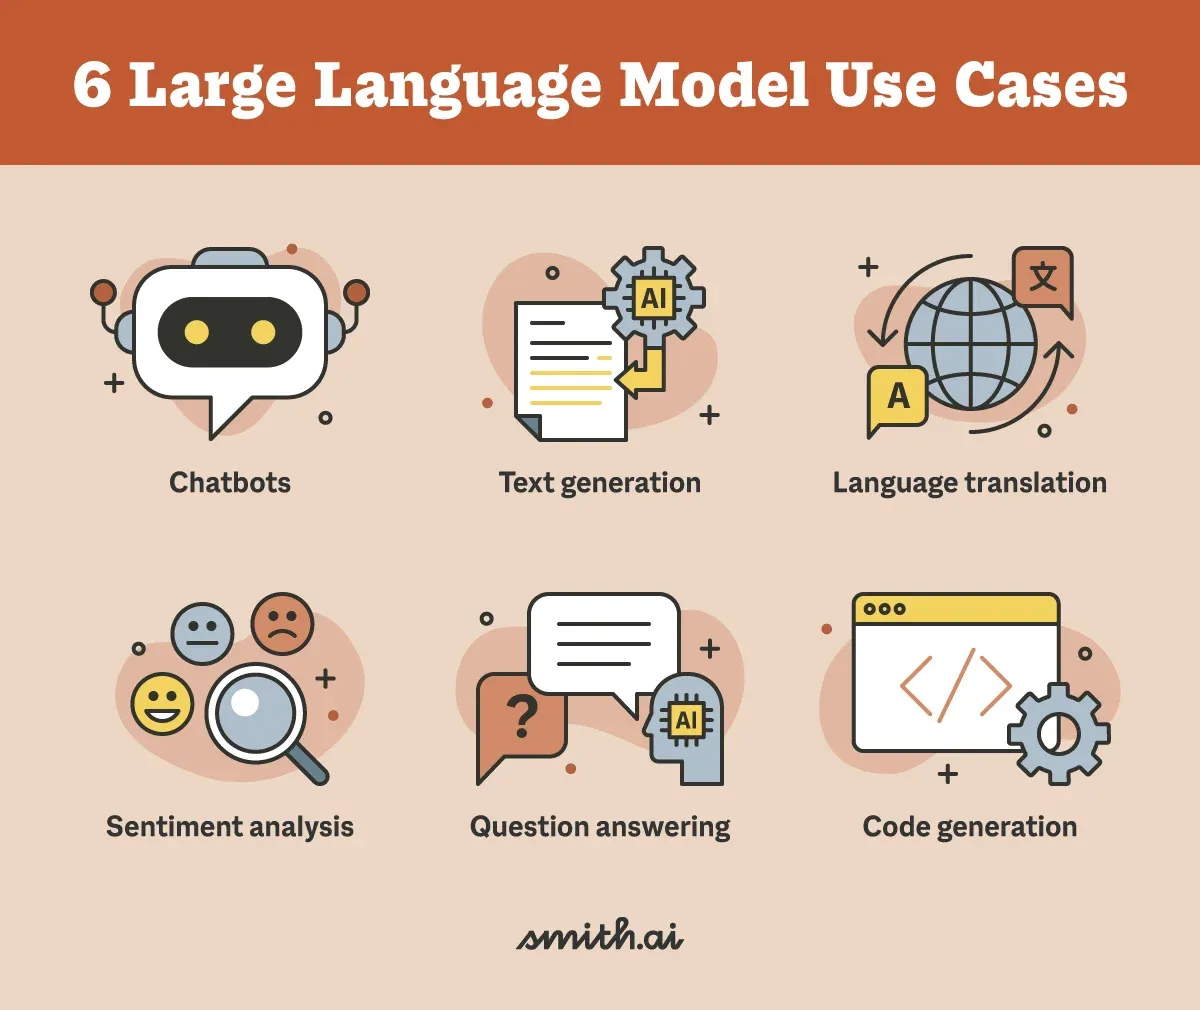 6 Large Language Model Use Cases
AI
文
A
Chatbots
Text generation
Language translation
?
AI
</>
Sentiment analysis
Question answering
Code generation
smith.ai